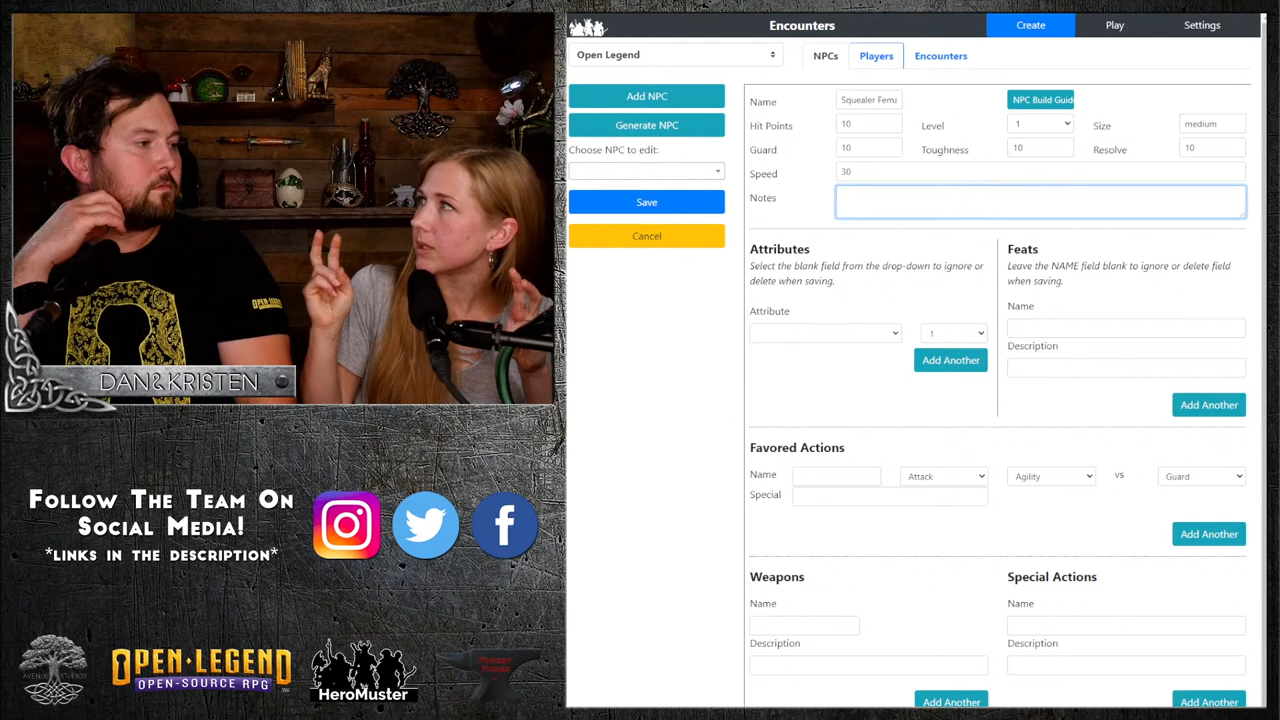 OPEN-LEGEND
DAN & KRISTEN
FOLLOW THE TEAM ON
SOCIAL MEDIA!
*LINKS IN THE DESCRIPTION*
AVENUE STUDIOS
OPEN LEGEND
OPEN-SOURCE RPG
HeroMuster
Encounters
Create
Play
Settings
Open Legend
NPCs
Players
Encounters
Add NPC
Generate NPC
Choose NPC to edit:
Save
Cancel
Name
Squealer Fema
NPC Build Guid
Hit Points
10
Level
1
Size
medium
Guard
10
Toughness
10
Resolve
10
Speed
30
Notes
Attributes
Select the blank field from the drop-down to ignore or
delete when saving.
Attribute
1
Add Another
Feats
Leave the NAME field blank to ignore or delete field
when saving.
Name
Description
Add Another
Favored Actions
Name
Attack
Agility
vs
Guard
Special
Add Another
Weapons
Name
Description
Add Another
Special Actions
Name
Description
Add Another